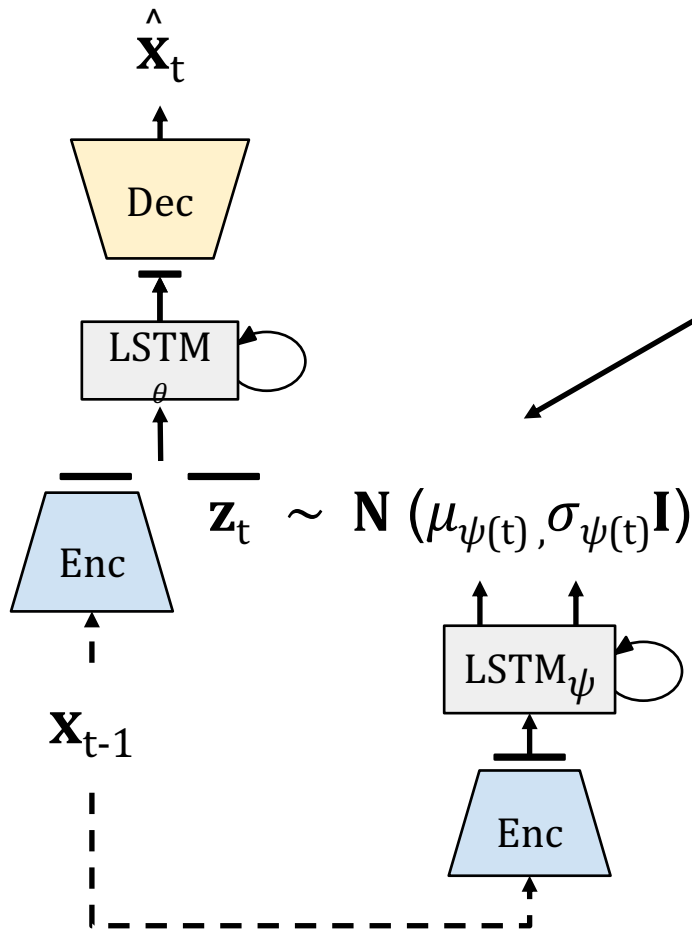 x̂t
Dec
LSTM
θ
Enc
zt ~ N (μψ(t) ,σψ(t)I)
LSTMψ
xt-1
Enc